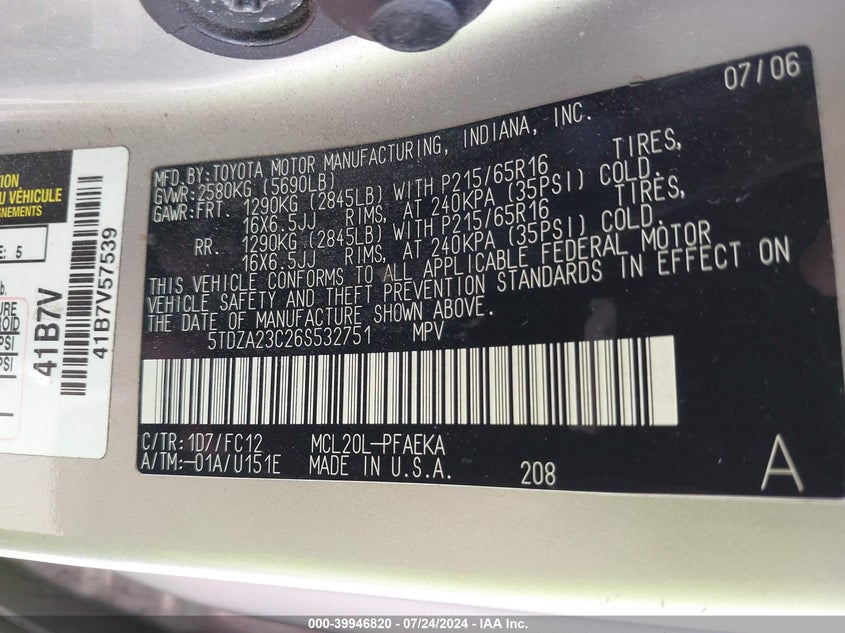 07/06
MFD.BY:TOYOTA MOTOR MANUFACTURING, INDIANA, INC.
GVWR:2580KG (5690LB)
GAWR:FRT. 1290KG (2845LB) WITH P215/65R16 TIRES,
16X6.5JJ RIMS, AT 240KPA (35PSI) COLD.
RR. 1290KG (2845LB) WITH P215/65R16 TIRES,
16X6.5JJ RIMS, AT 240KPA (35PSI) COLD.
THIS VEHICLE CONFORMS TO ALL APPLICABLE FEDERAL MOTOR
VEHICLE SAFETY AND THEFT PREVENTION STANDARDS IN EFFECT ON
THE DATE OF MANUFACTURE SHOWN ABOVE.
5TDZA23C26S532751 MPV
C/TR:1D7/FC12 MCL20L-PFAEKA
A/TM:-01A/U151E MADE IN U.S.A. 208 A
VÉHICULE
: 5
41B7V
41B7V57539
PSI
PSI
000-39946820 - 07/24/2024 - IAA Inc.